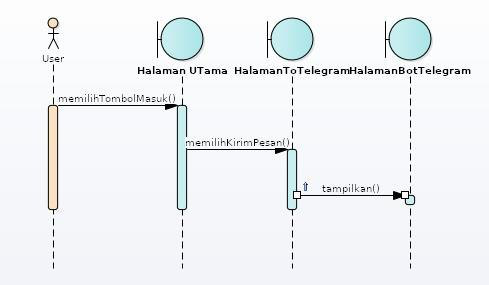 User
Halaman UTama
HalamanToTelegram
HalamanBotTelegram
memilihTombolMasuk()
memilihKirimPesan()
tampilkan()